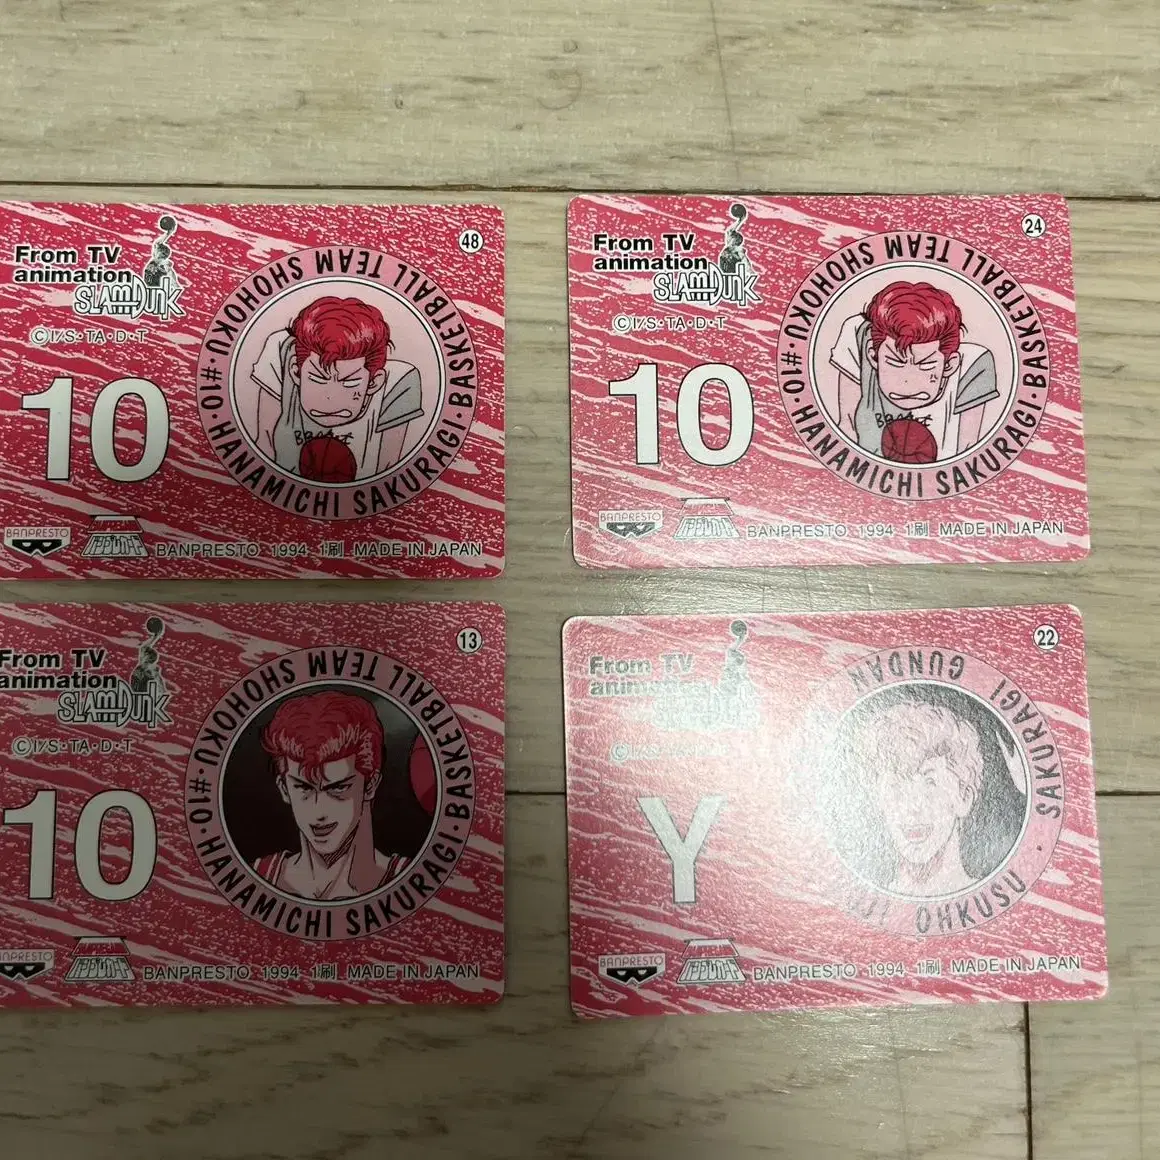 From TV
animation
SLAM DUNK
48
©I/S・TA・D・T
10
BASKETBALL TEAM SHOHOKU・#10・HANAMICHI SAKURAGI・
BANPRESTO
BANPRESTO 1994 1刷 MADE IN JAPAN
From TV
animation
SLAM DUNK
24
©I/S・TA・D・T
10
BASKETBALL TEAM SHOHOKU・#10・HANAMICHI SAKURAGI・
BANPRESTO
BANPRESTO 1994 1刷 MADE IN JAPAN
From TV
animation
SLAM DUNK
13
©I/S・TA・D・T
10
BASKETBALL TEAM SHOHOKU・#10・HANAMICHI SAKURAGI・
BANPRESTO
BANPRESTO 1994 1刷 MADE IN JAPAN
From TV
animation
22
Y
SAKURAGI GUNDAN
OHKUSU・
BANPRESTO
BANPRESTO 1994 1刷 MADE IN JAPAN